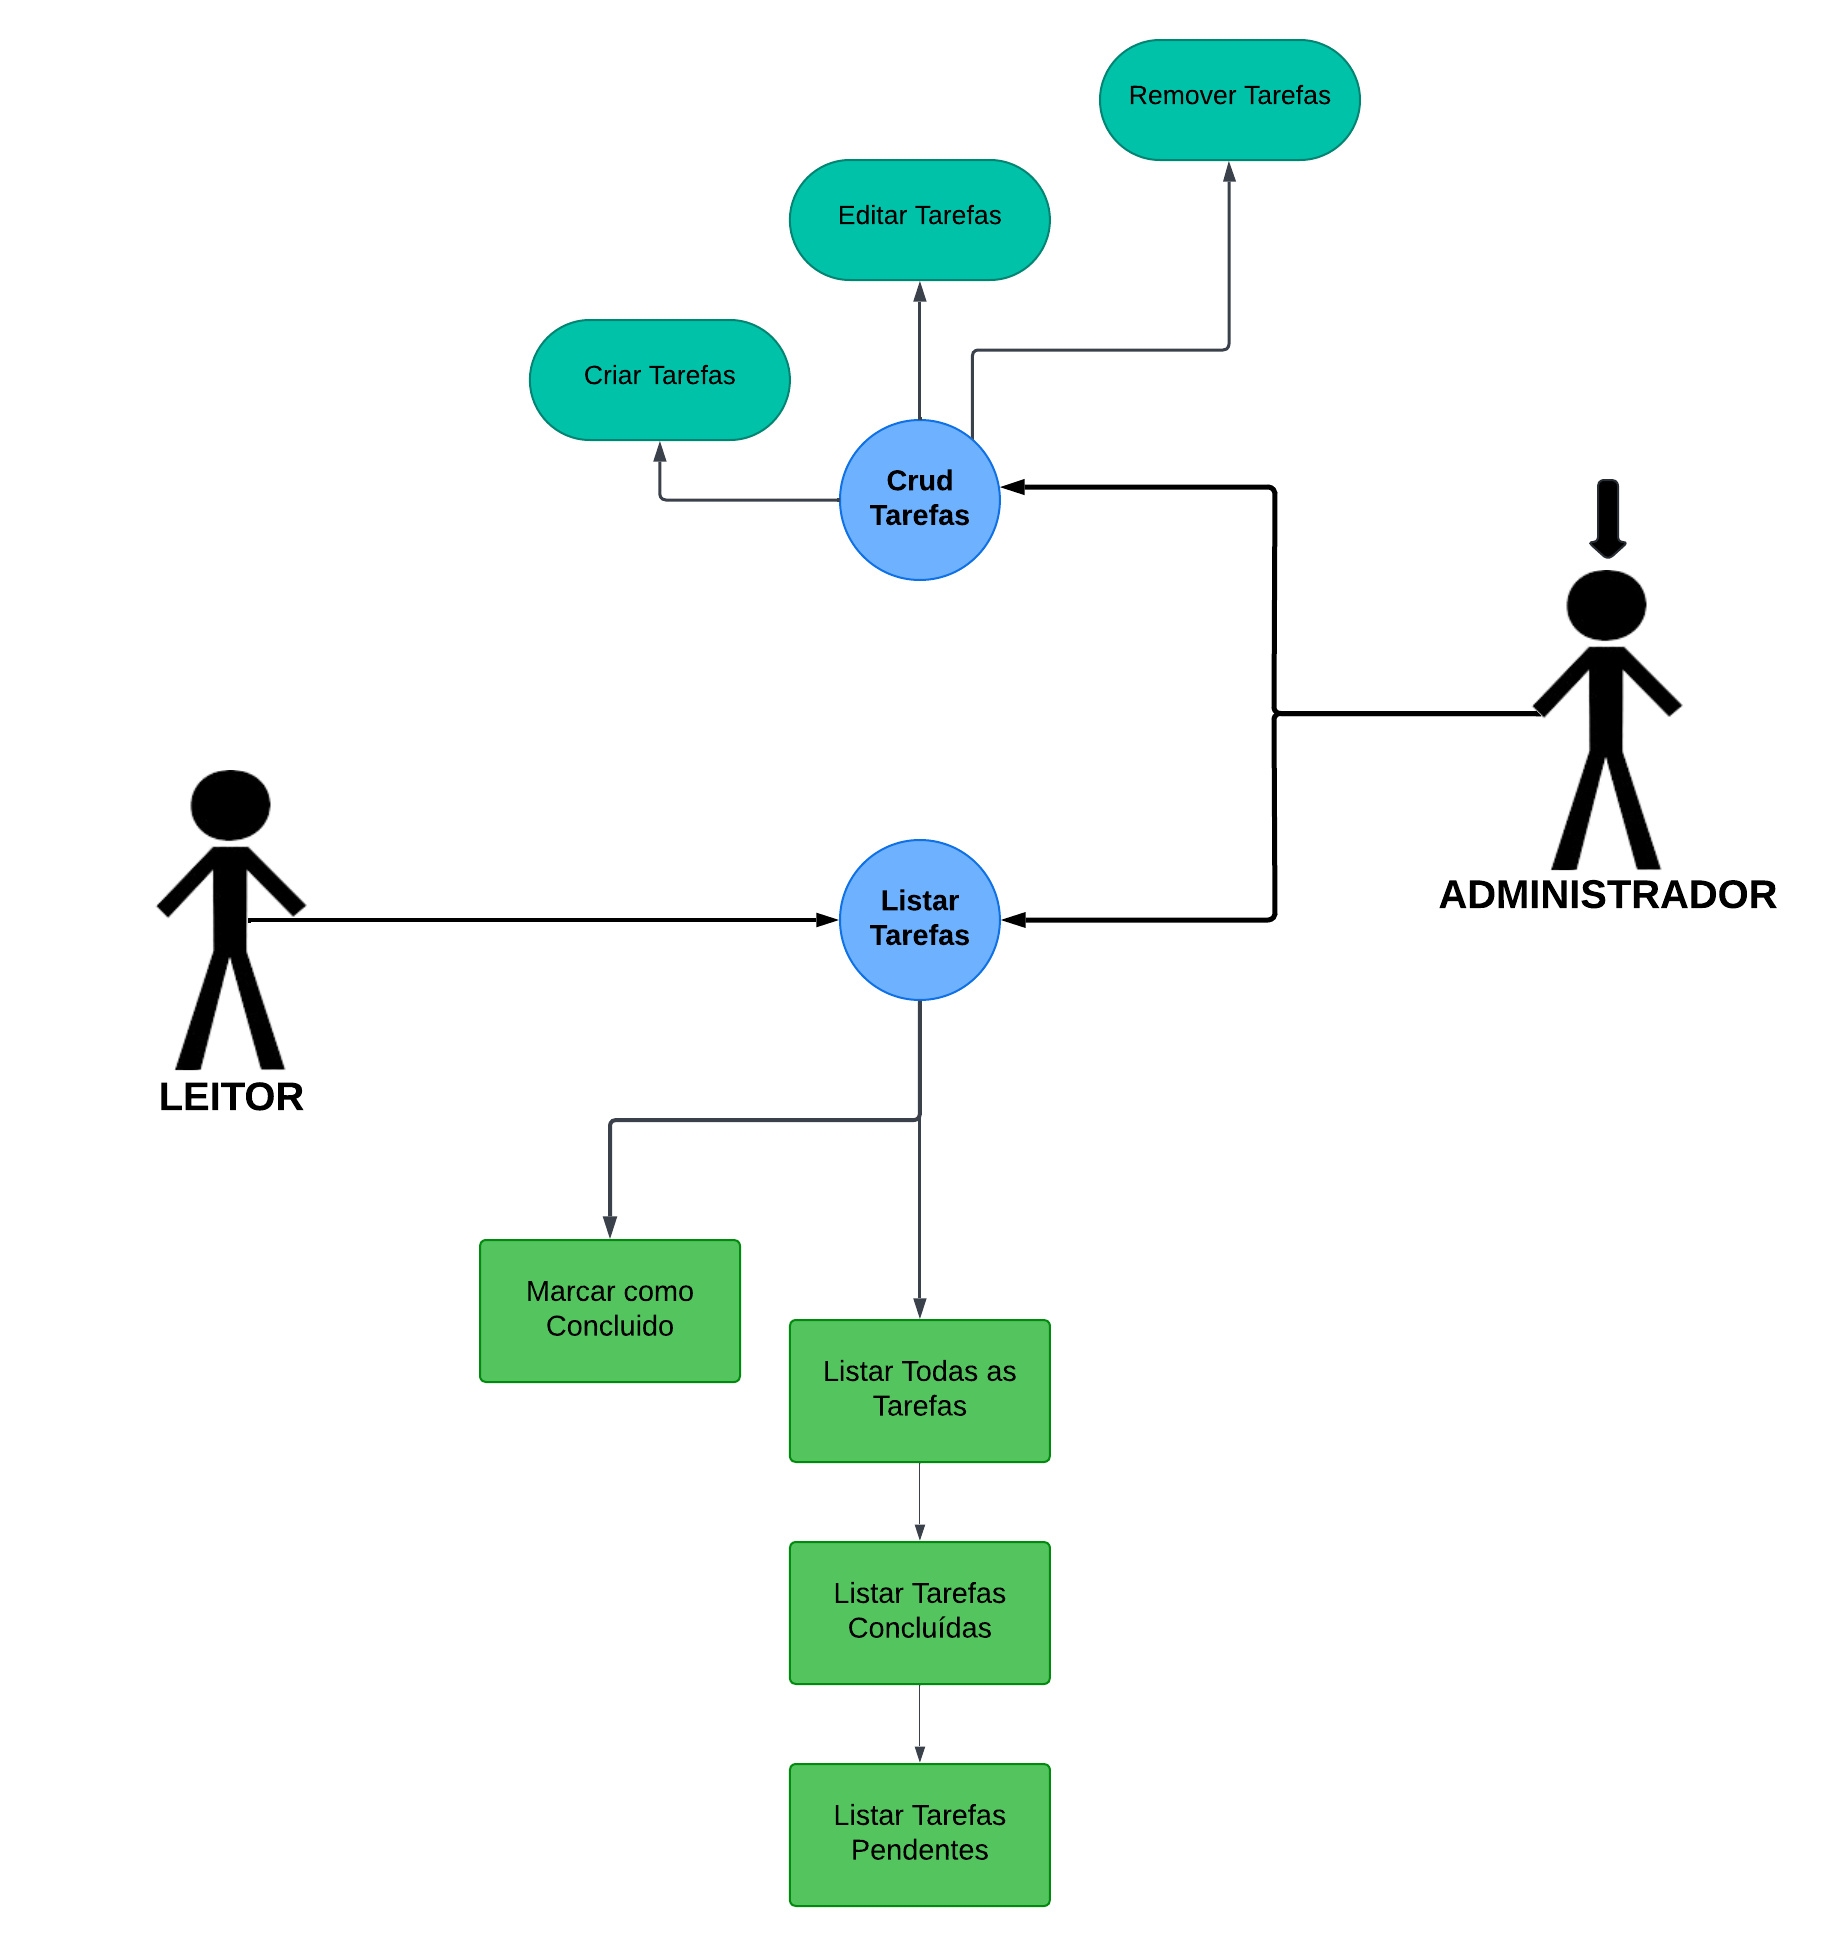 Remover Tarefas
Editar Tarefas
Criar Tarefas
Crud
Tarefas
ADMINISTRADOR
Listar
Tarefas
LEITOR
Marcar como
Concluido
Listar Todas as
Tarefas
Listar Tarefas
Concluídas
Listar Tarefas
Pendentes